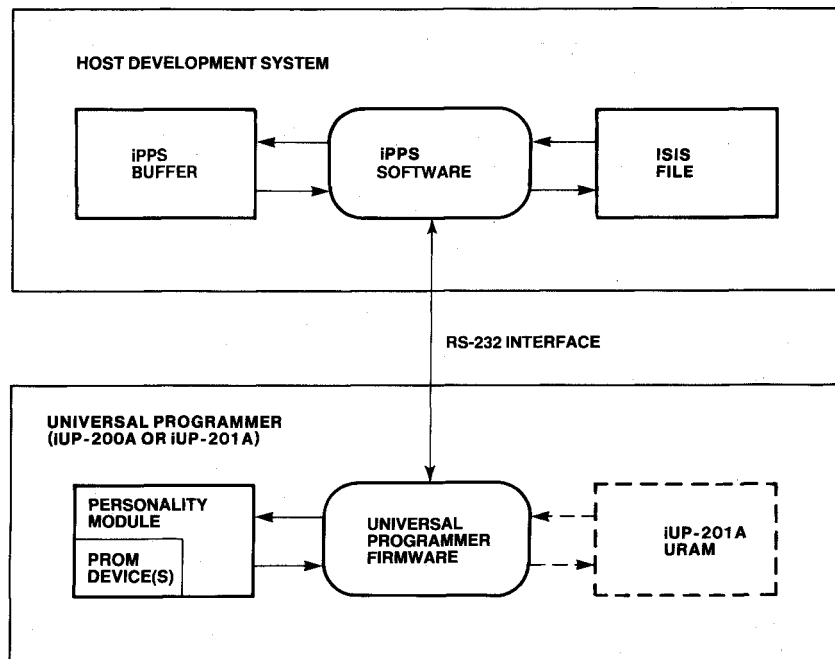 HOST DEVELOPMENT SYSTEM
iPPS
BUFFER
iPPS
SOFTWARE
ISIS
FILE
RS-232 INTERFACE
UNIVERSAL PROGRAMMER
(iUP-200A OR iUP-201A)
PERSONALITY
MODULE
PROM
DEVICE(S)
UNIVERSAL
PROGRAMMER
FIRMWARE
iUP-201A
URAM